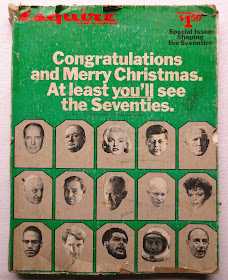 Esquire
$1.50
Special Issue:
Shaping
the Seventies
Congratulations
and Merry Christmas.
At least you'll see
the Seventies.